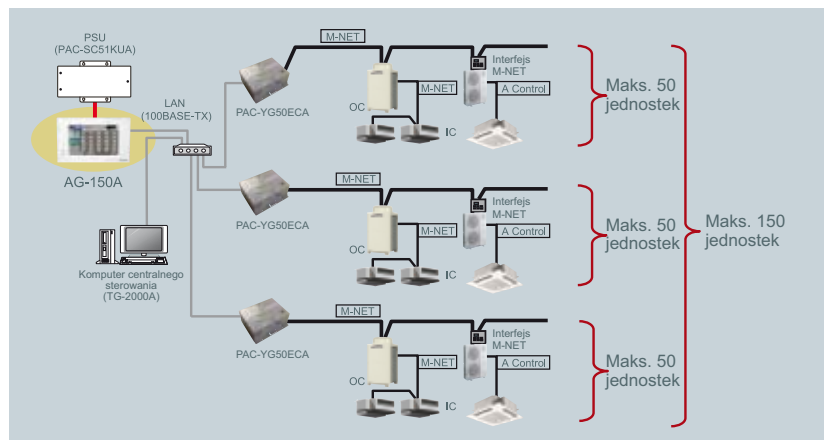 PSU
(PAC-SC51KUA)
AG-150A
LAN
(100BASE-TX)
Komputer centralnego
sterowania
(TG-2000A)
PAC-YG50ECA
M-NET
OC
M-NET
IC
Interfejs
M-NET
A Control
Maks. 50
jednostek
PAC-YG50ECA
M-NET
OC
M-NET
IC
Interfejs
M-NET
A Control
Maks. 50
jednostek
PAC-YG50ECA
M-NET
OC
M-NET
IC
Interfejs
M-NET
A Control
Maks. 50
jednostek
Maks. 150
jednostek